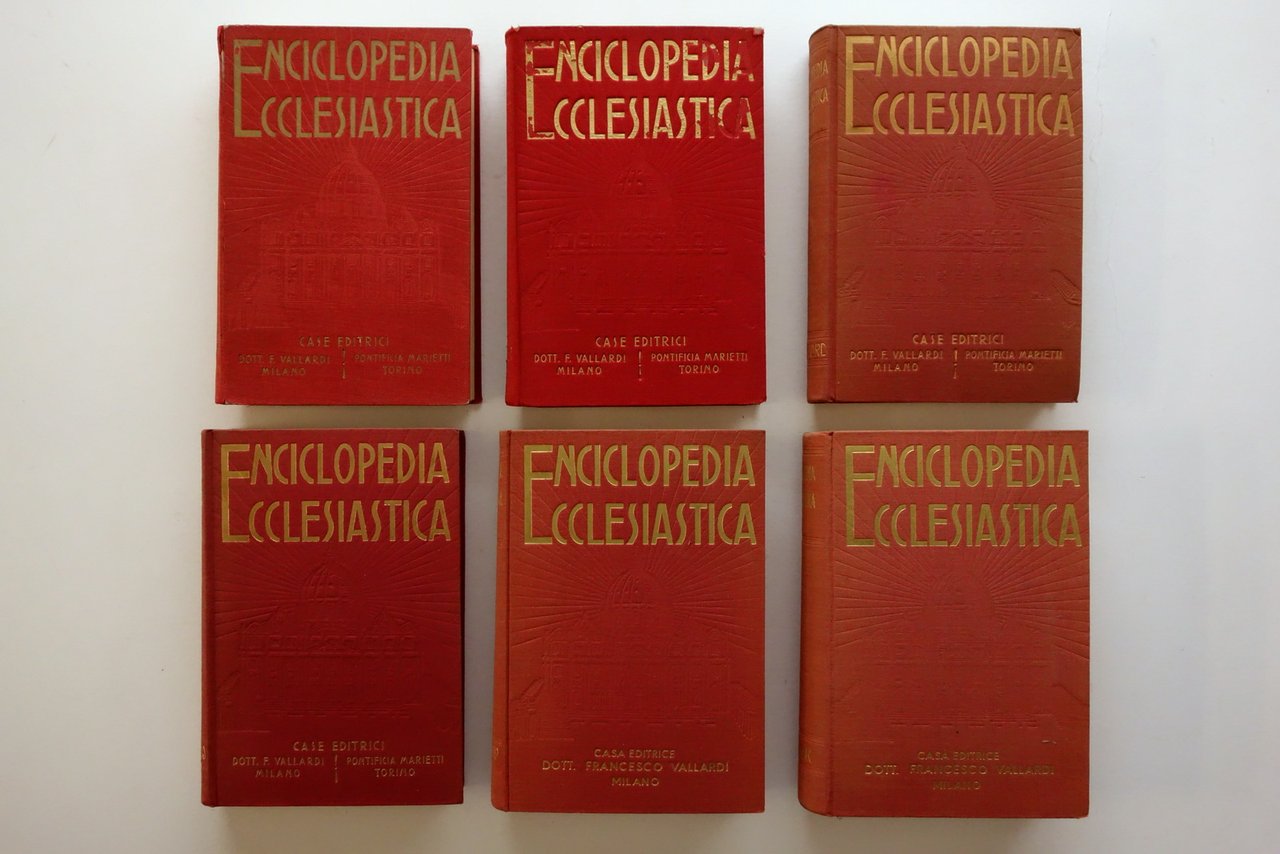 ENCICLOPEDIA
ECCLESIASTICA
CASE EDITRICI
DOTT. F. VALLARDI
MILANO
PONTIFICIA MARIETTI
TORINO
ENCICLOPEDIA
ECCLESIASTICA
CASE EDITRICI
DOTT. F. VALLARDI
MILANO
PONTIFICIA MARIETTI
TORINO
ENCICLOPEDIA
ECCLESIASTICA
CASE EDITRICI
DOTT. F. VALLARDI
MILANO
PONTIFICIA MARIETTI
TORINO
ENCICLOPEDIA
ECCLESIASTICA
CASE EDITRICI
DOTT. F. VALLARDI
MILANO
PONTIFICIA MARIETTI
TORINO
ENCICLOPEDIA
ECCLESIASTICA
CASA EDITRICE
DOTT. FRANCESCO VALLARDI
MILANO
ENCICLOPEDIA
ECCLESIASTICA
CASA EDITRICE
DOTT. FRANCESCO VALLARDI
MILANO